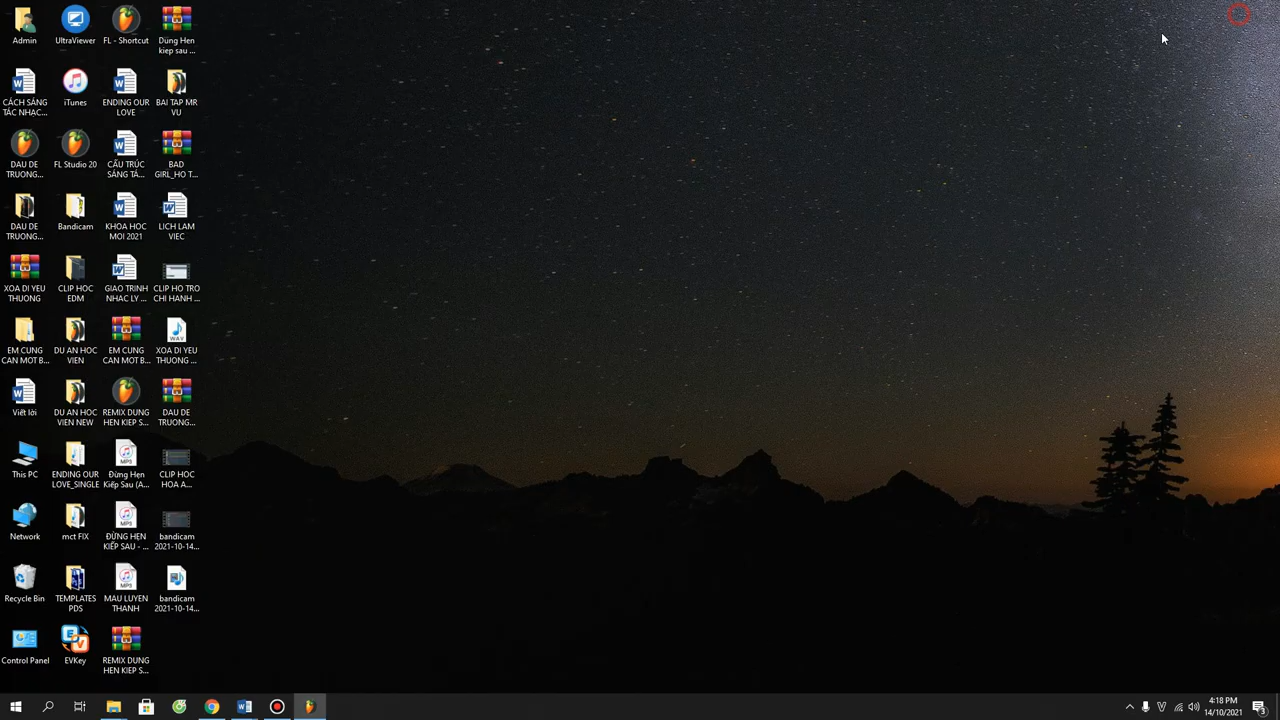 Admin
UltraViewer
FL - Shortcut
Dừng Hẹn
kiep sau ...
CÁCH SÁNG
TÁC NHẠC...
iTunes
ENDING OUR
LOVE
BAI TAP MR
VU
DAU DE
TRUONG...
FL Studio 20
CẤU TRÚC
SÁNG TÁ...
BAD
GIRL_HO T...
DAU DE
TRUONG...
Bandicam
KHOA HOC
MOI 2021
LICH LAM
VIEC
XOA DI YEU
THUONG
CLIP HOC
EDM
GIAO TRINH
NHAC LY ...
CLIP HO TRO
CHI HANH ...
EM CUNG
CAN MOT B...
DU AN HOC
VIEN
EM CUNG
CAN MOT B...
WAV
XOA DI YEU
THUONG ...
Viết lời
DU AN HOC
VIEN NEW
REMIX DUNG
HEN KIEP S...
DAU DE
TRUONG...
This PC
ENDING OUR
LOVE_SINGLE
MP3
Đừng Hẹn
Kiếp Sau (A...
CLIP HOC
HOA A...
Network
mct FIX
MP3
ĐỪNG HẸN
KIẾP SAU - ...
bandicam
2021-10-14...
Recycle Bin
TEMPLATES
PDS
MP3
MAU LUYEN
THANH
bandicam
2021-10-14...
Control Panel
EVKey
REMIX DUNG
HEN KIEP S...
V
4:18 PM
14/10/2021
3